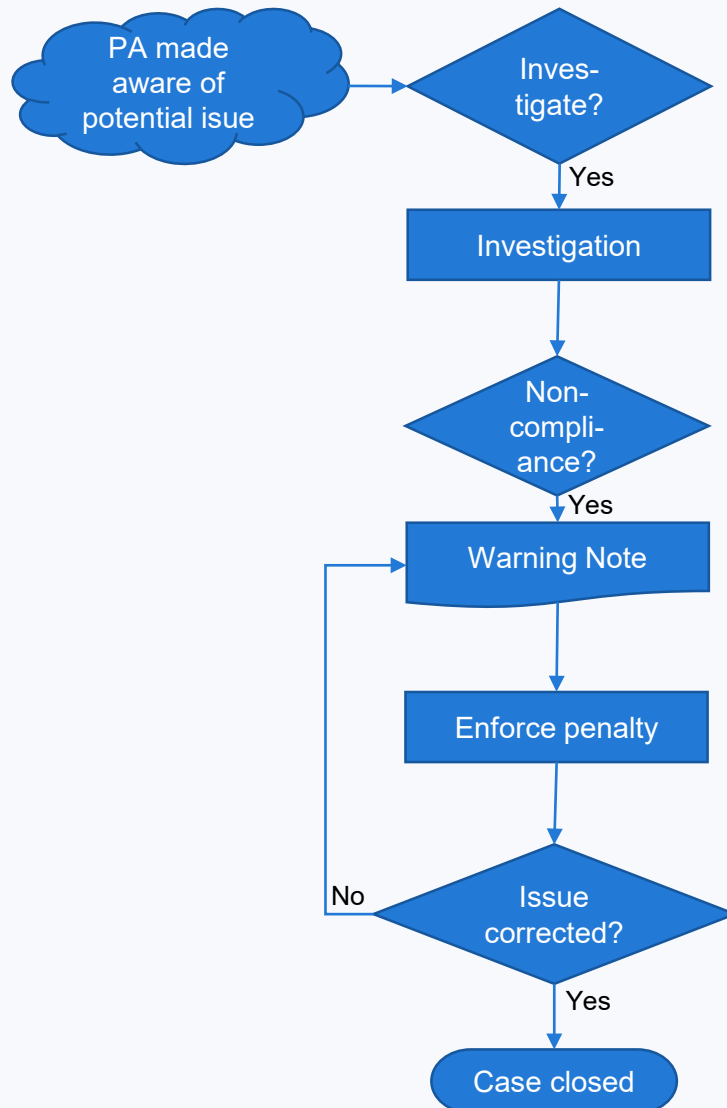 PA made
aware of
potential isue
Inves-
tigate?
Yes
Investigation
Non-
compli-
ance?
Yes
Warning Note
Enforce penalty
No
Issue
corrected?
Yes
Case closed